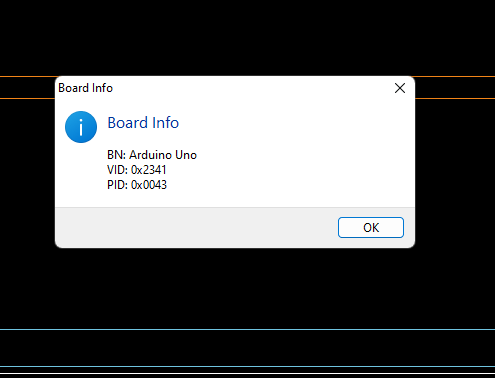 Board Info
Board Info
BN: Arduino Uno
VID: 0x2341
PID: 0x0043
OK